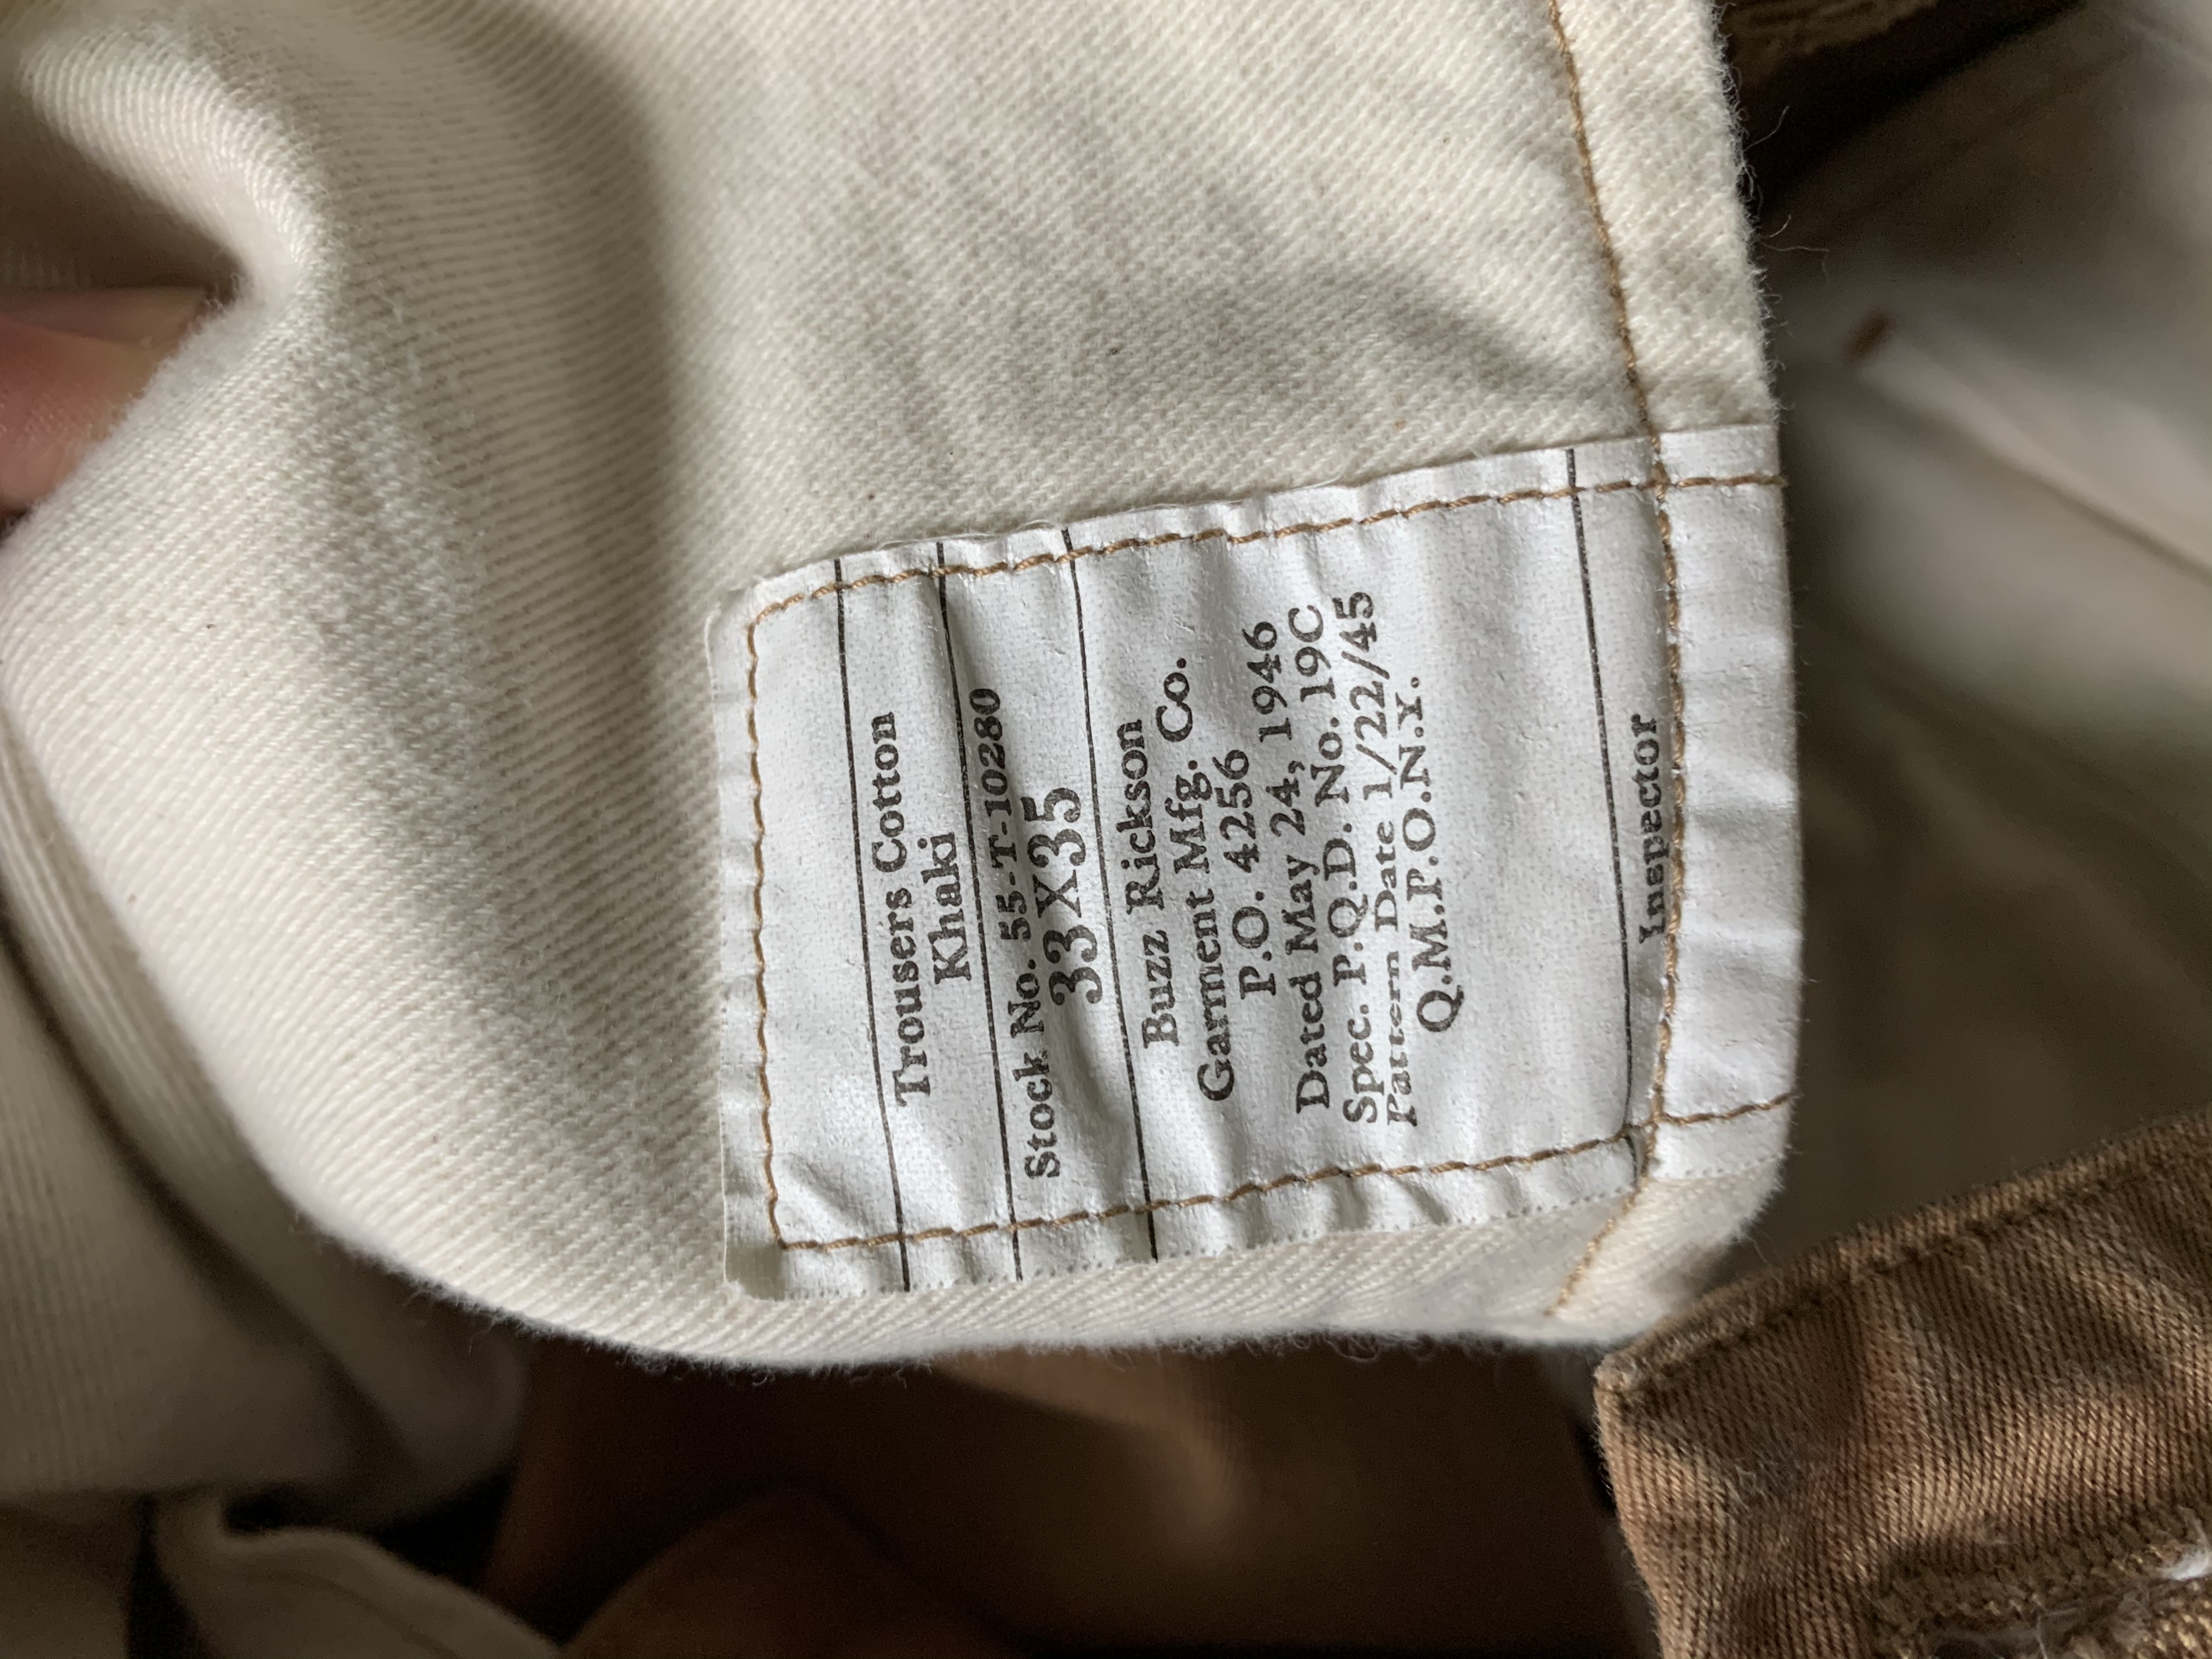 Trousers Cotton
Khaki
Stock No. 55-T-10280
33X35
Buzz Rickson
Garment Mfg. Co.
P.O. 4256
Dated May 24, 1946
Spec. P.Q.D. No. 19C
Pattern Date 1/22/45
Q.M.P.O.N.Y.
Inspector